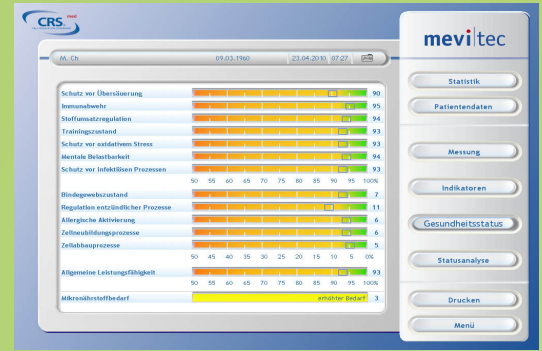 CRS. med
mevitec
M. Ch 09.03.1960 23.04.2010 07:27
Statistik
Patientendaten
Messung
Indikatoren
Gesundheitsstatus
Statusanalyse
Drucken
Menü
Schutz vor Übersäuerung 90
Immunabwehr 95
Stoffumsatzregulation 94
Trainingszustand 93
Schutz vor oxidativem Stress 93
Mentale Belastbarkeit 94
Schutz vor infektiösen Prozessen 93
50 55 60 65 70 75 80 85 90 95 100%
Bindegewebszustand 7
Regulation entzündlicher Prozesse 11
Allergische Aktivierung 6
Zellneubildungsprozesse 6
Zellabbauprozesse 5
50 45 40 35 30 25 20 15 10 5 0%
Allgemeine Leistungsfähigkeit 93
50 55 60 65 70 75 80 85 90 95 100%
Mikronährstoffbedarf erhöhter Bedarf 3